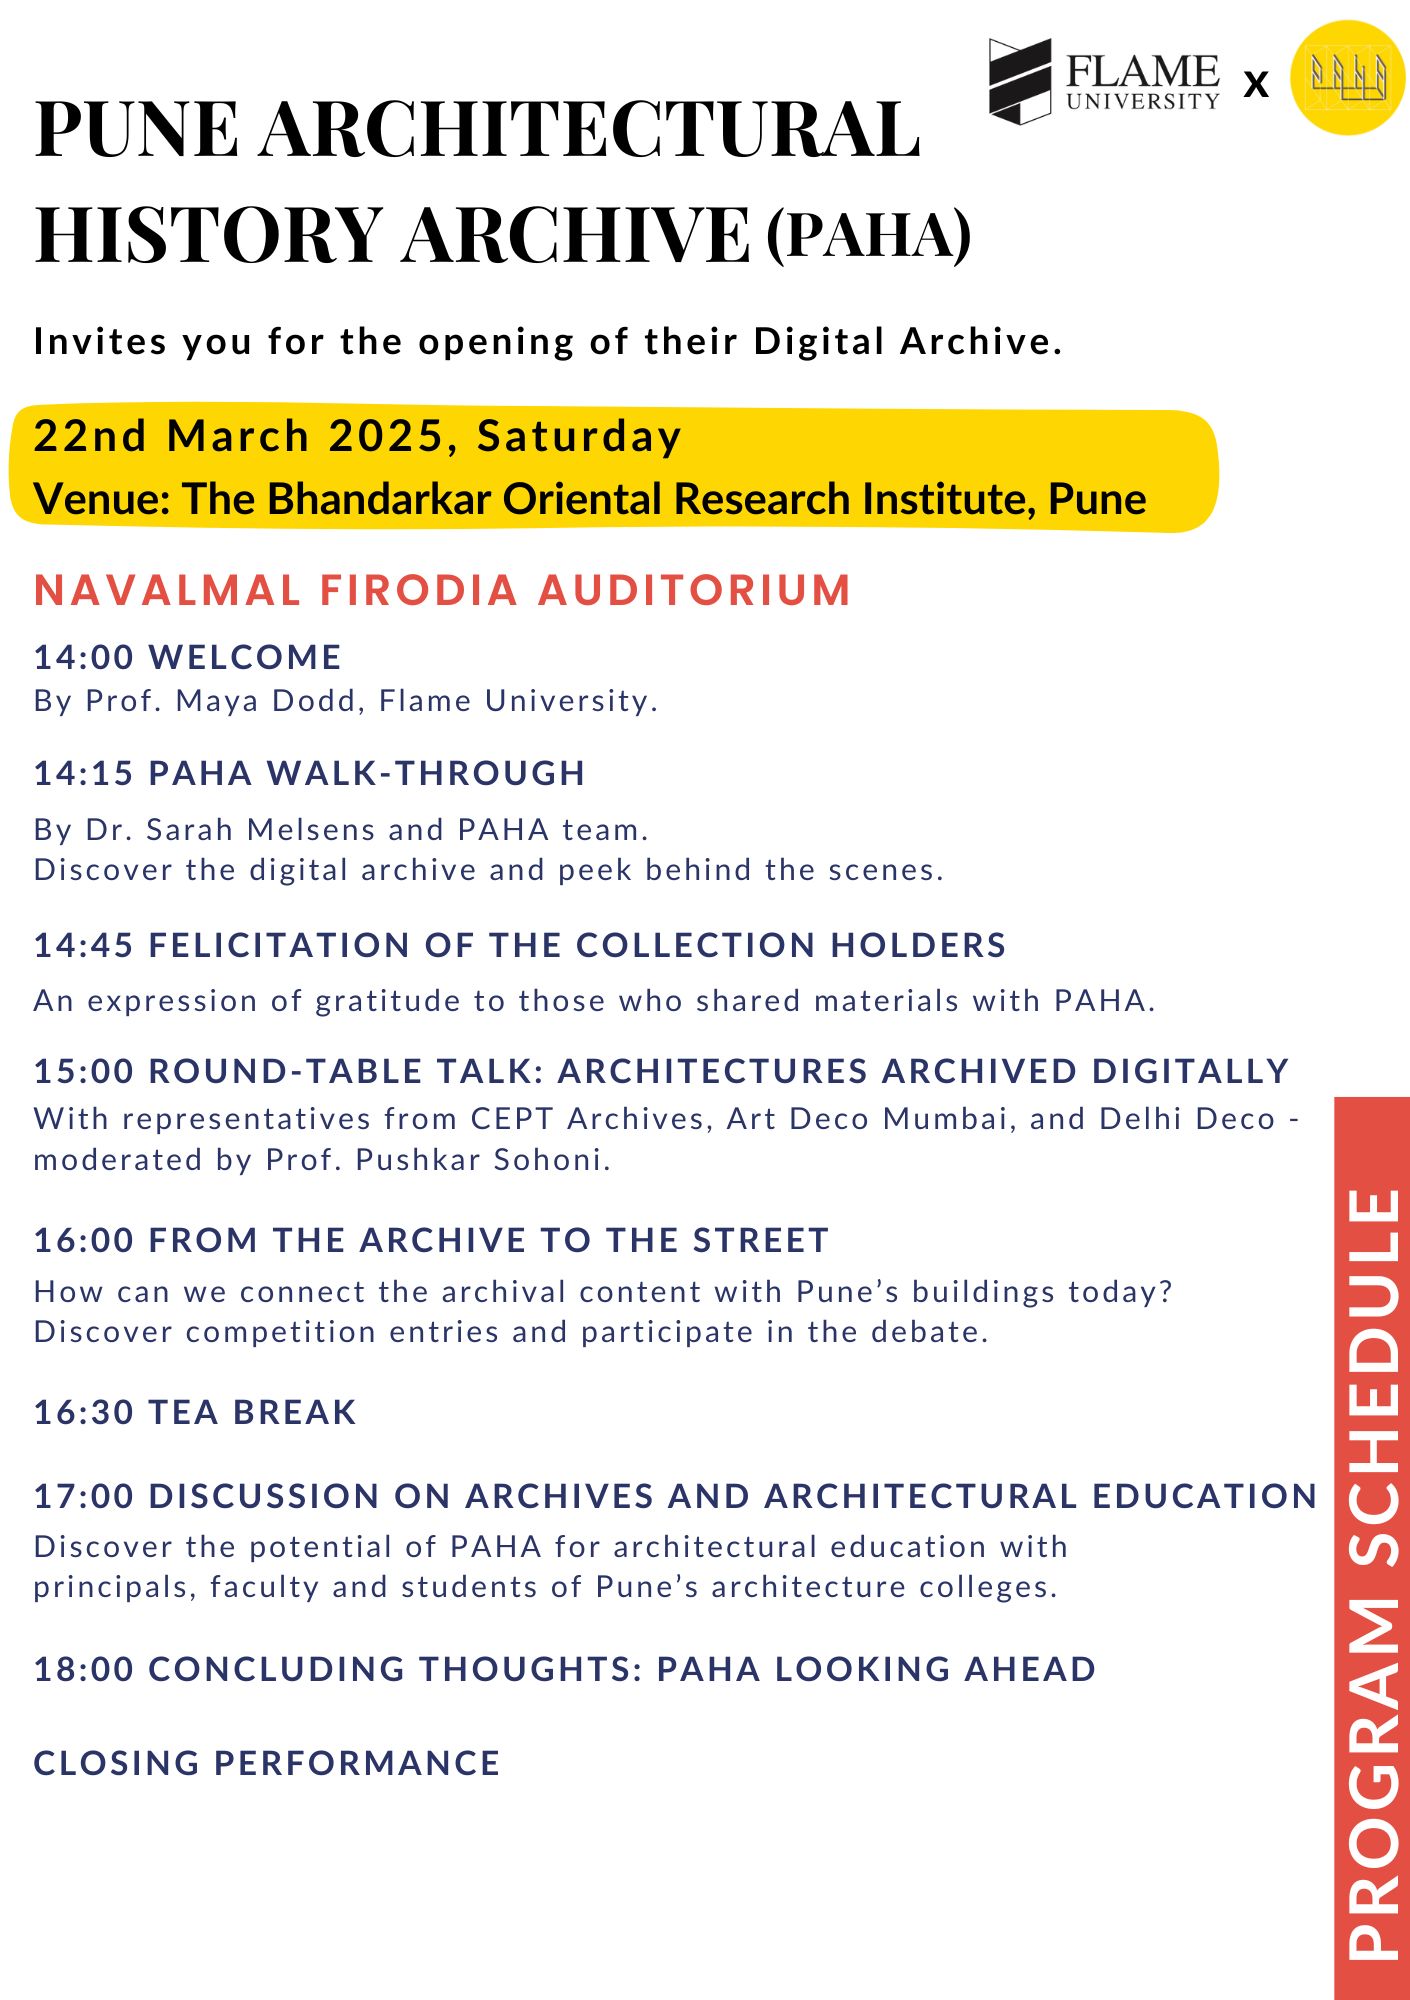 FLAME
UNIVERSITY
X
PAHA
PUNE ARCHITECTURAL
HISTORY ARCHIVE (PAHA)
Invites you for the opening of their Digital Archive.
22nd March 2025, Saturday
Venue: The Bhandarkar Oriental Research Institute, Pune
NAVALMAL FIRODIA AUDITORIUM
14:00 WELCOME
By Prof. Maya Dodd, Flame University.
14:15 PAHA WALK-THROUGH
By Dr. Sarah Melsens and PAHA team.
Discover the digital archive and peek behind the scenes.
14:45 FELICITATION OF THE COLLECTION HOLDERS
An expression of gratitude to those who shared materials with PAHA.
15:00 ROUND-TABLE TALK: ARCHITECTURES ARCHIVED DIGITALLY
With representatives from CEPT Archives, Art Deco Mumbai, and Delhi Deco -
moderated by Prof. Pushkar Sohoni.
16:00 FROM THE ARCHIVE TO THE STREET
How can we connect the archival content with Pune’s buildings today?
Discover competition entries and participate in the debate.
16:30 TEA BREAK
17:00 DISCUSSION ON ARCHIVES AND ARCHITECTURAL EDUCATION
Discover the potential of PAHA for architectural education with
principals, faculty and students of Pune’s architecture colleges.
18:00 CONCLUDING THOUGHTS: PAHA LOOKING AHEAD
CLOSING PERFORMANCE
PROGRAM SCHEDULE